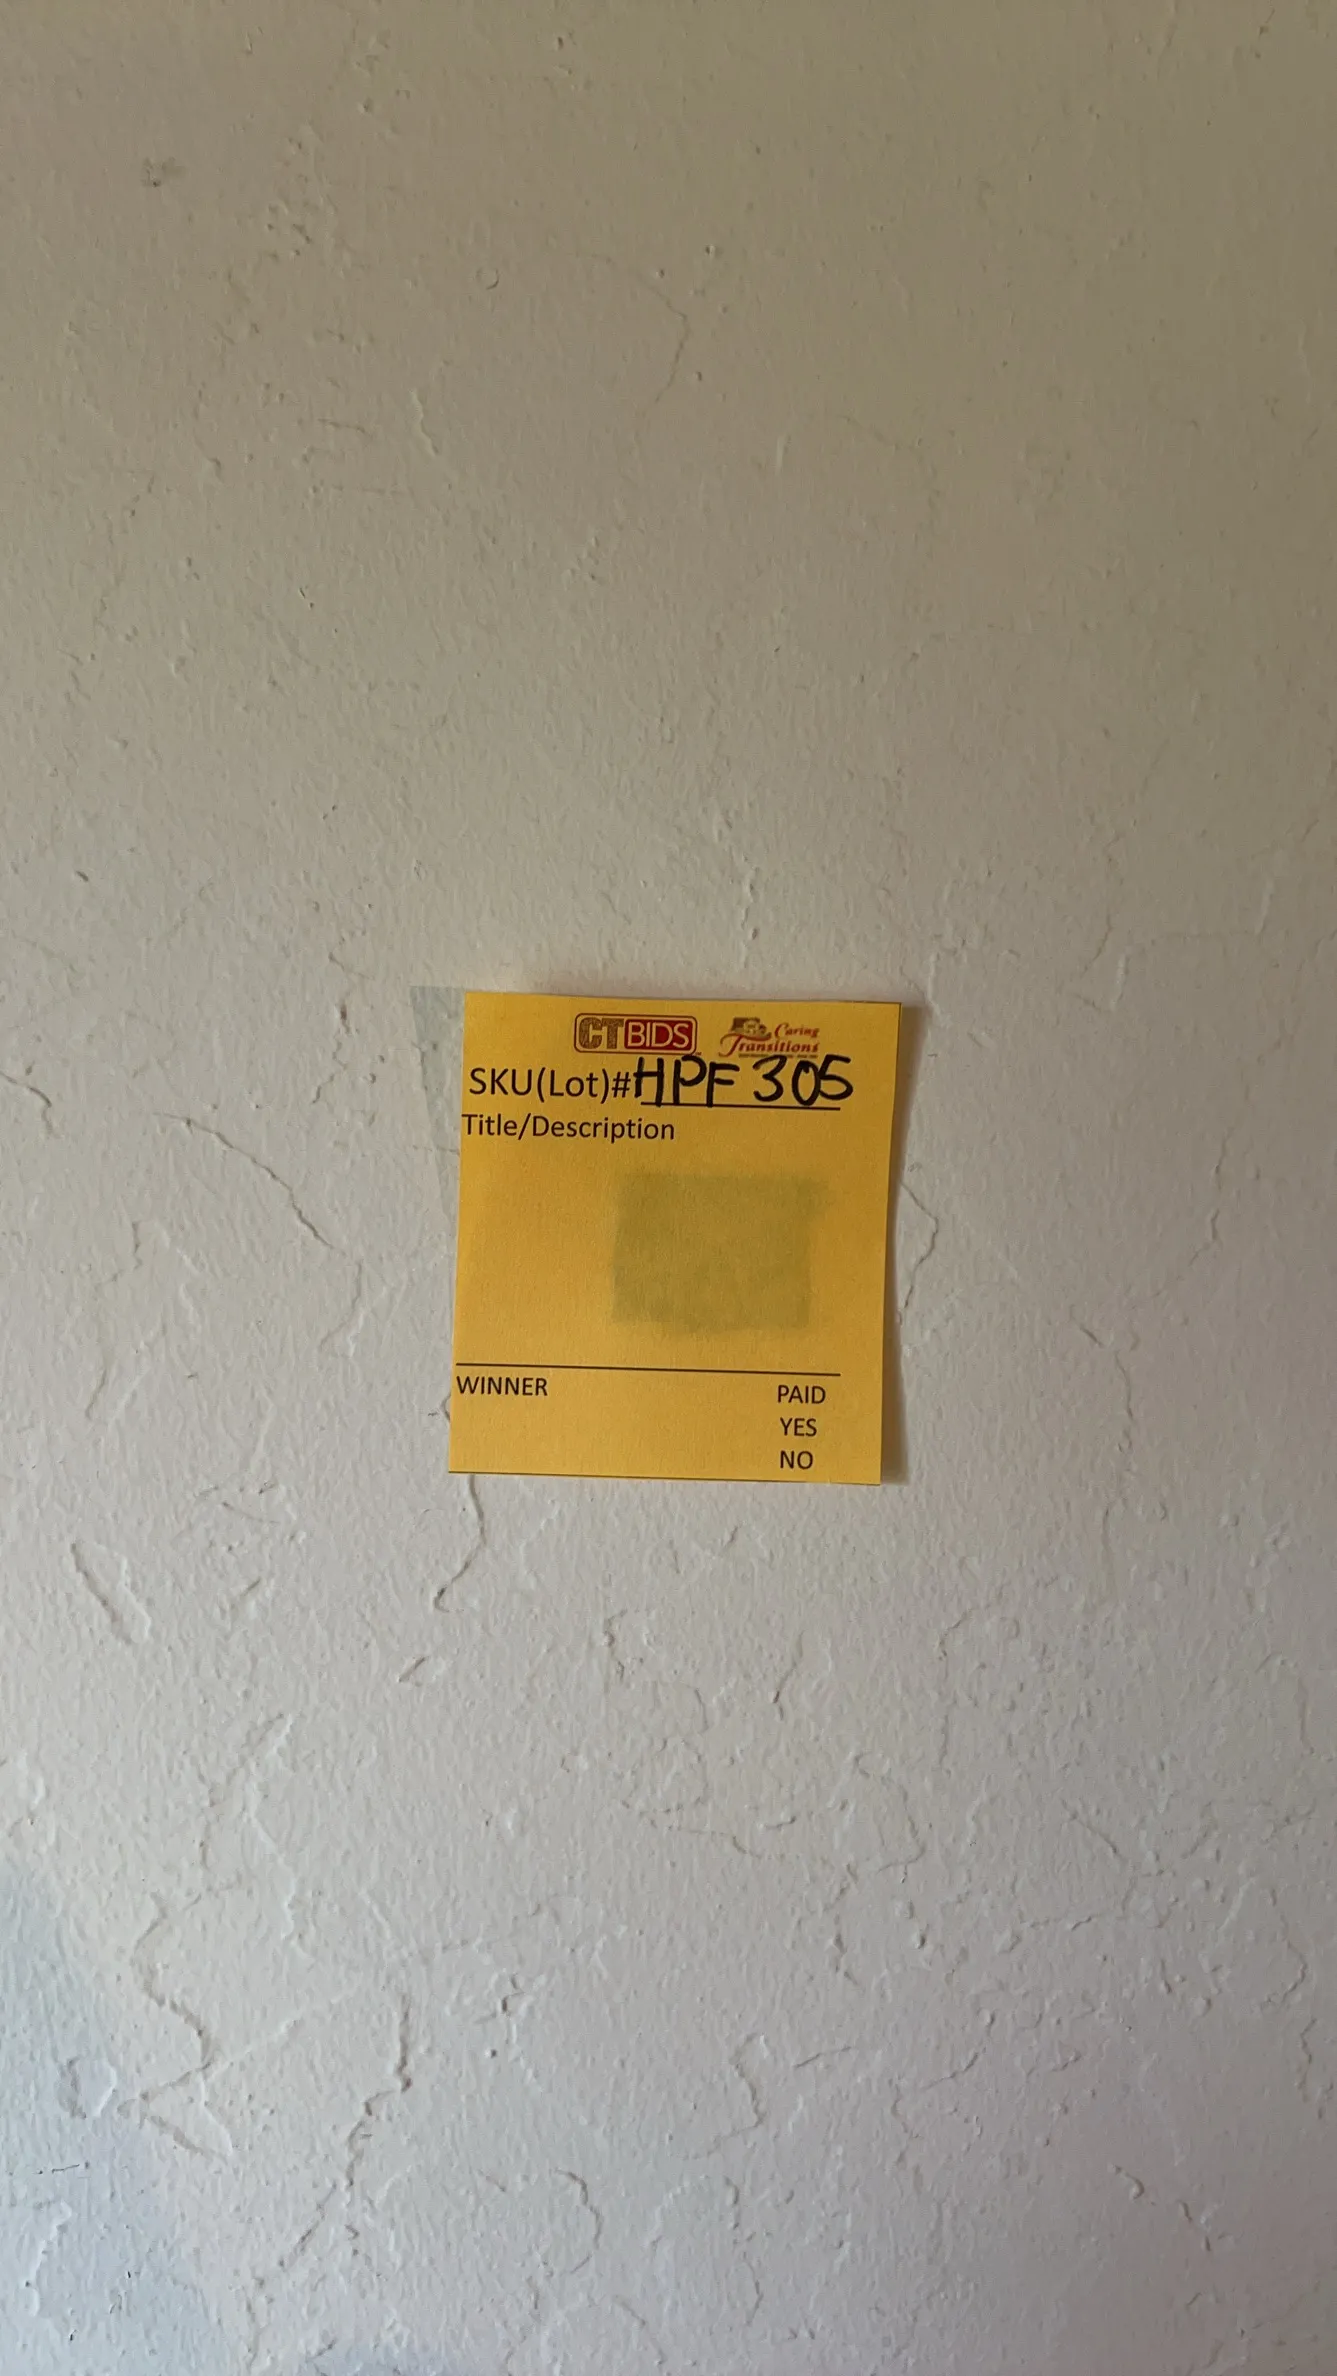 CTBIDS Caring Transitions
SKU(Lot)#HPF 305
Title/Description
WINNER PAID
YES
NO